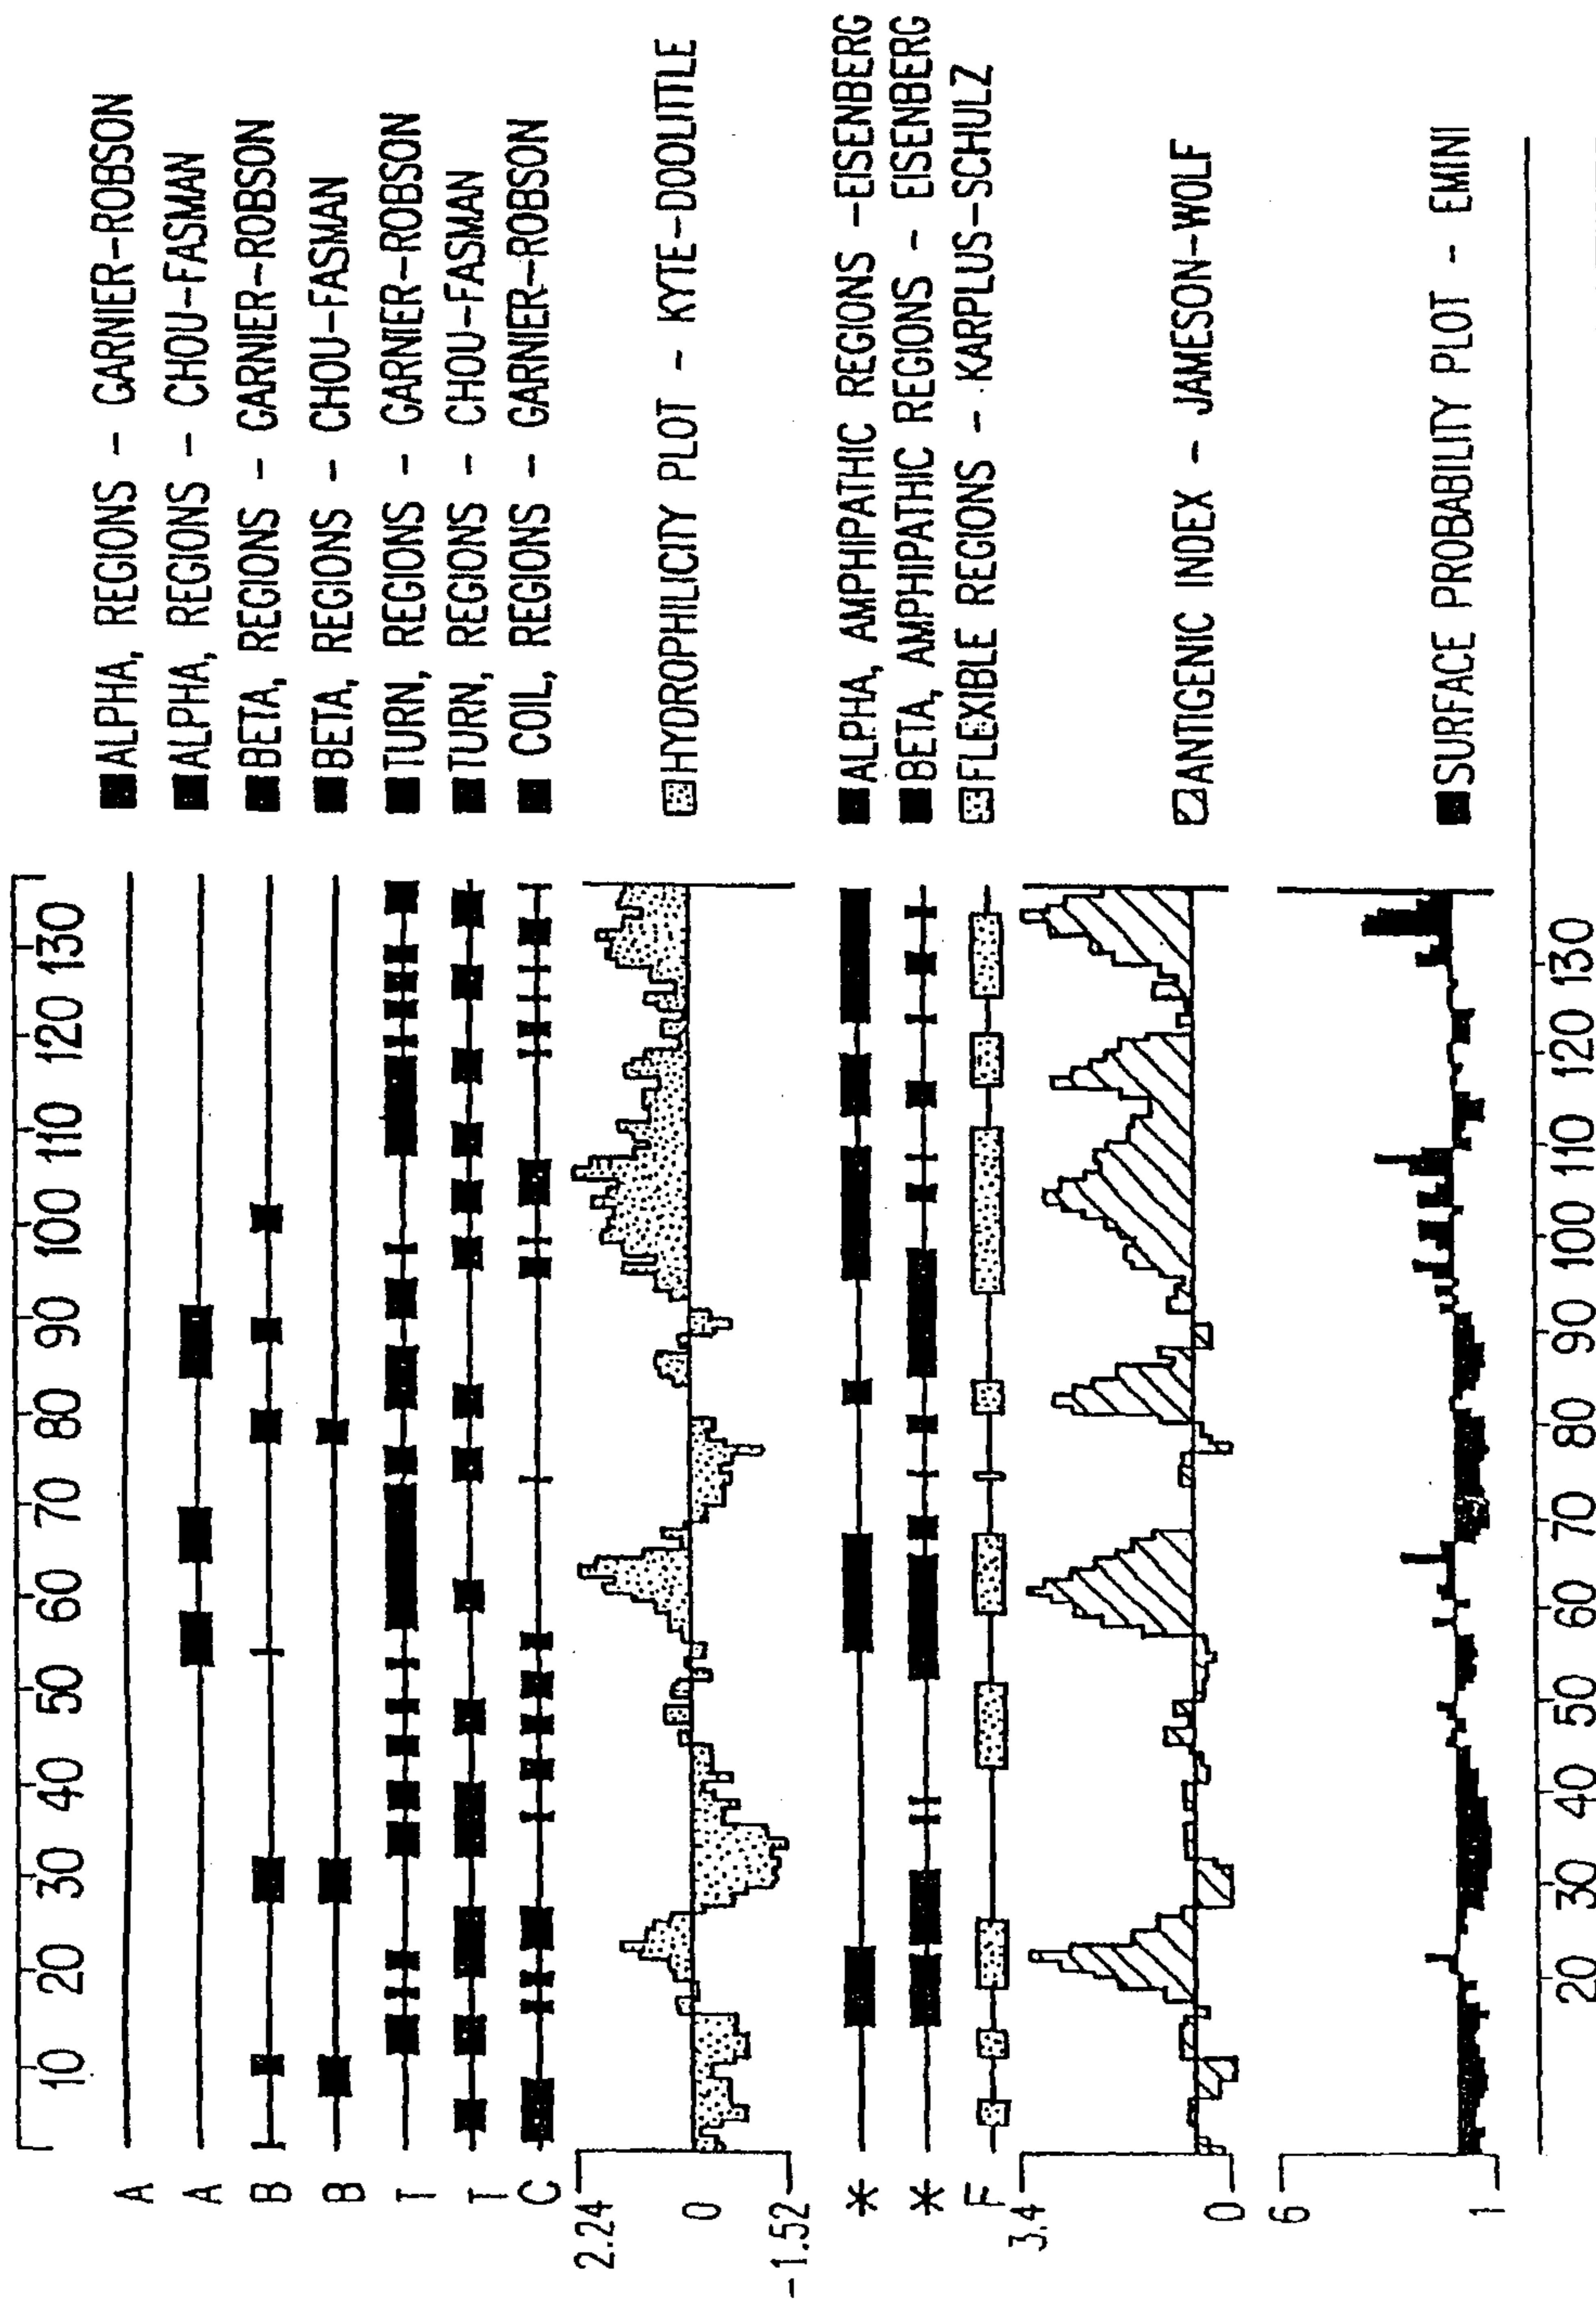 10 20 30 40 50 60 70 80 90 100 110 120 130
A ALPHA, REGIONS - GARNIER-ROBSON
A ALPHA, REGIONS - CHOU-FASMAN
B BETA, REGIONS - GARNIER-ROBSON
B BETA, REGIONS - CHOU-FASMAN
T TURN, REGIONS - GARNIER-ROBSON
T TURN, REGIONS - CHOU-FASMAN
C COIL, REGIONS - GARNIER-ROBSON
2.24
0 HYDROPHILICITY PLOT - KYTE-DOOLITTLE
-1.52
* ALPHA, AMPHIPATHIC REGIONS -EISENBERG
* BETA, AMPHIPATHIC REGIONS - EISENBERG
F FLEXIBLE REGIONS - KARPLUS-SCHULZ
3.4
ANTIGENIC INDEX - JAMESON-WOLF
0
6
SURFACE PROBABILITY PLOT - EMINI
1
20 30 40 50 60 70 80 90 100 110 120 130